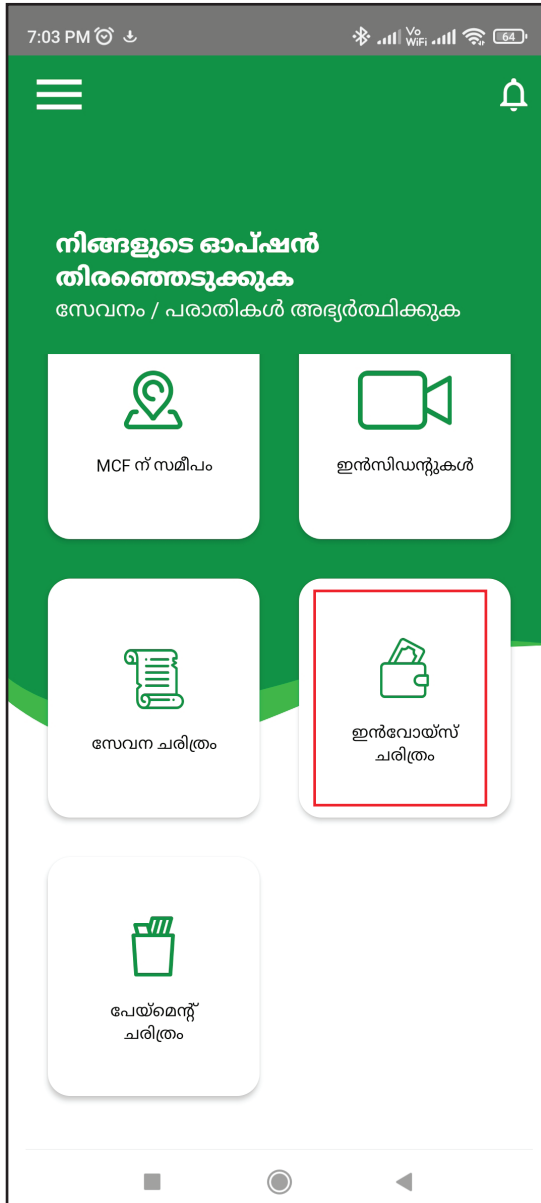 7:03 PM
Vo WiFi 64
നിങ്ങളുടെ ഓപ്ഷൻ
തിരഞ്ഞെടുക്കുക
സേവനം / പരാതികൾ അഭ്യർത്ഥിക്കുക
MCF ന് സമീപം
ഇൻസിഡന്റുകൾ
സേവന ചരിത്രം
ഇൻവോയ്സ്
ചരിത്രം
പേയ്മെന്റ്
ചരിത്രം